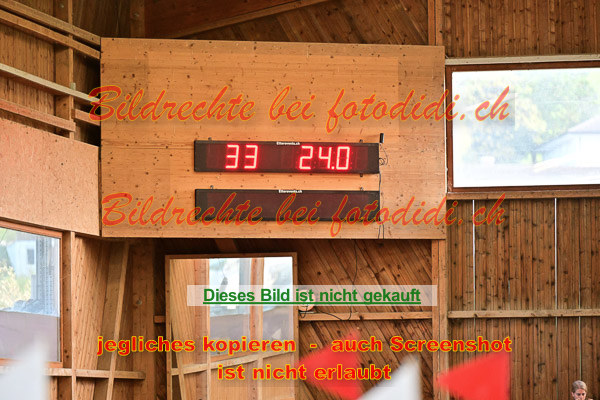 Bildrechte bei fotodidi.ch
33 24.0
Bildrechte bei fotodidi.ch
Dieses Bild ist nicht gekauft
jegliches kopieren - auch Screenshot
ist nicht erlaubt